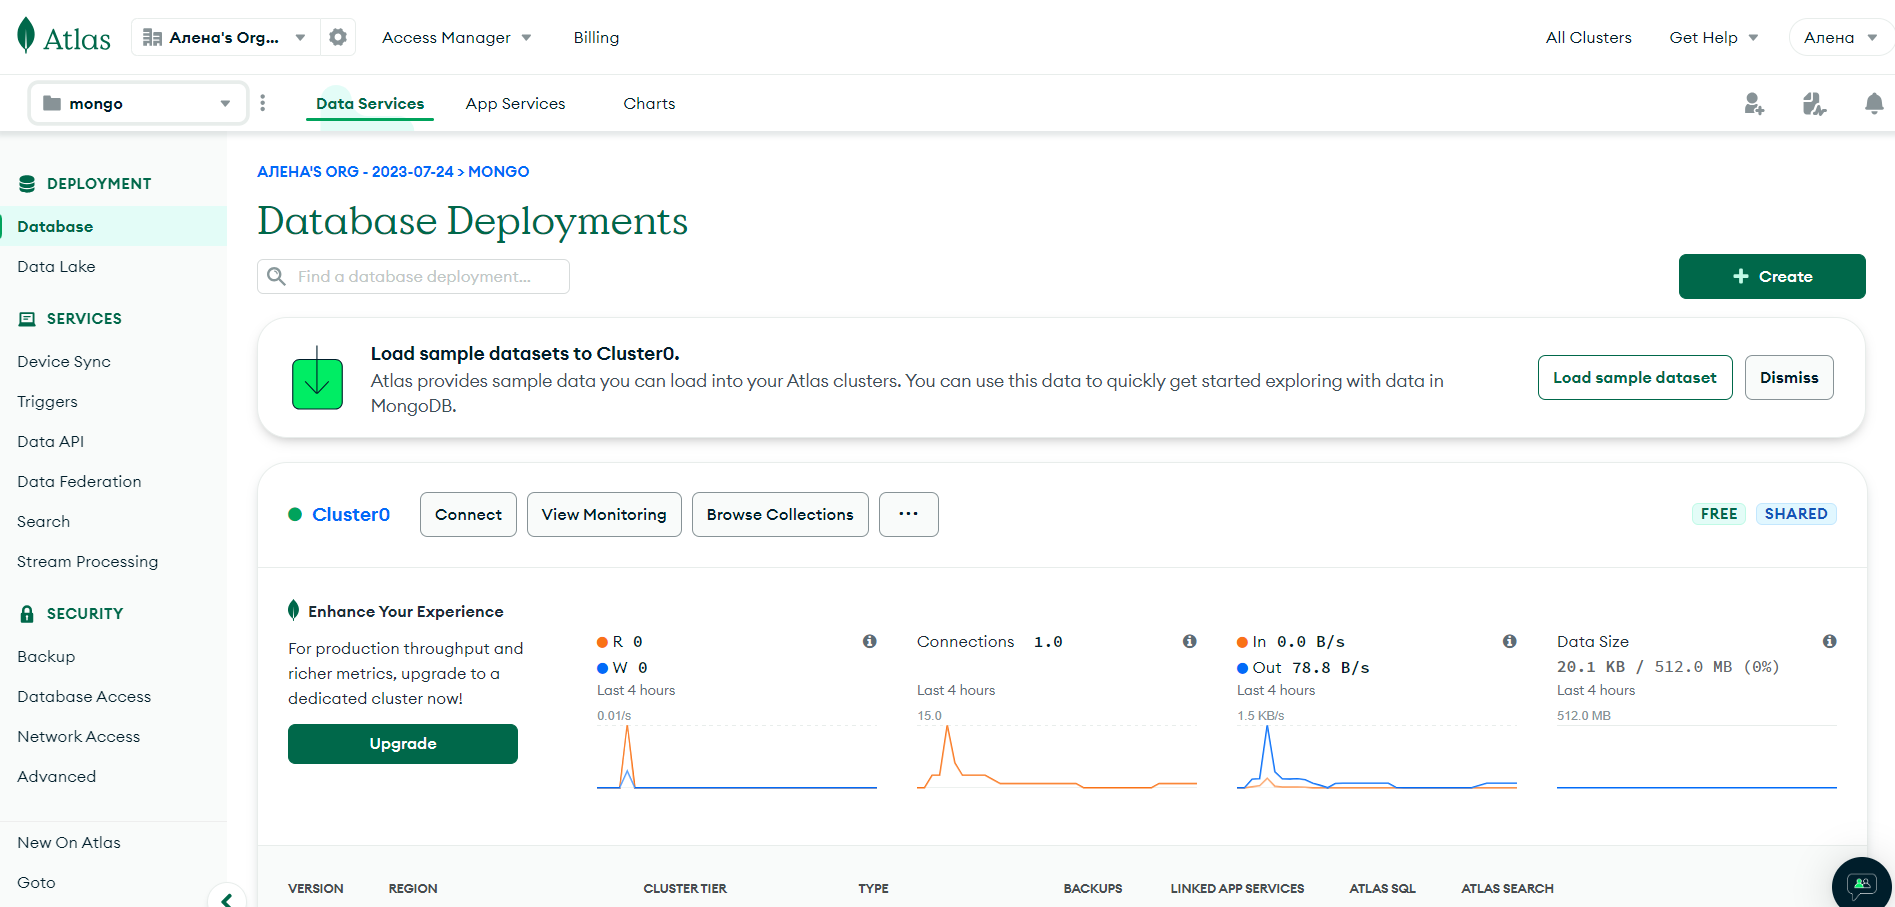 Atlas
Алена's Org...
Access Manager
Billing
All Clusters
Get Help
Алена
mongo
Data Services
App Services
Charts
DEPLOYMENT
Database
Data Lake
SERVICES
Device Sync
Triggers
Data API
Data Federation
Search
Stream Processing
SECURITY
Backup
Database Access
Network Access
Advanced
New On Atlas
Goto
АЛЕНА'S ORG - 2023-07-24 > MONGO
Database Deployments
Find a database deployment...
+ Create
Load sample datasets to Cluster0.
Atlas provides sample data you can load into your Atlas clusters. You can use this data to quickly get started exploring with data in
MongoDB.
Load sample dataset
Dismiss
Cluster0
Connect
View Monitoring
Browse Collections
...
FREE
SHARED
Enhance Your Experience
For production throughput and
richer metrics, upgrade to a
dedicated cluster now!
Upgrade
R 0
W 0
Last 4 hours
0.01/s
Connections 1.0
Last 4 hours
15.0
In 0.0 B/s
Out 78.8 B/s
Last 4 hours
1.5 KB/s
Data Size
20.1 KB / 512.0 MB (0%)
Last 4 hours
512.0 MB
VERSION
REGION
CLUSTER TIER
TYPE
BACKUPS
LINKED APP SERVICES
ATLAS SQL
ATLAS SEARCH